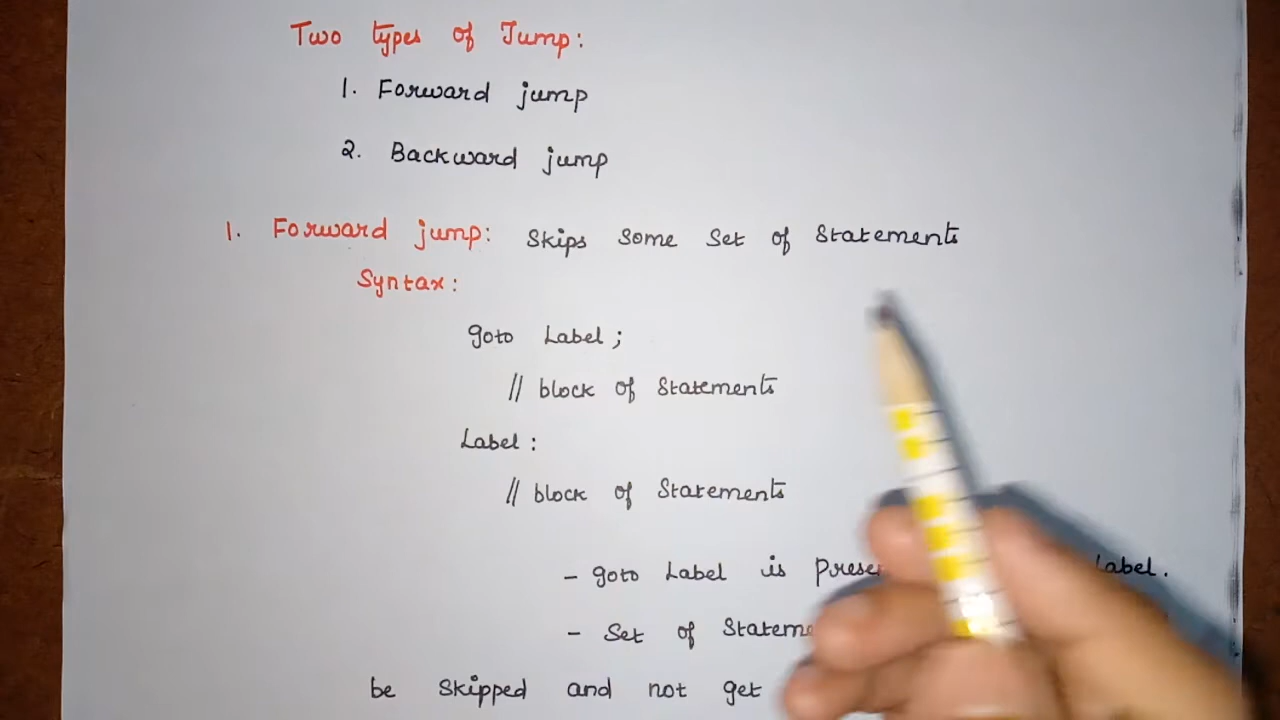 Two types of Jump:
1. Forward jump
2. Backward jump
1. Forward jump: Skips Some Set of Statements
Syntax:
goto Label;
// block of Statements
Label:
// block of Statements
- goto Label is Label.
- Set of
be Skipped and not get